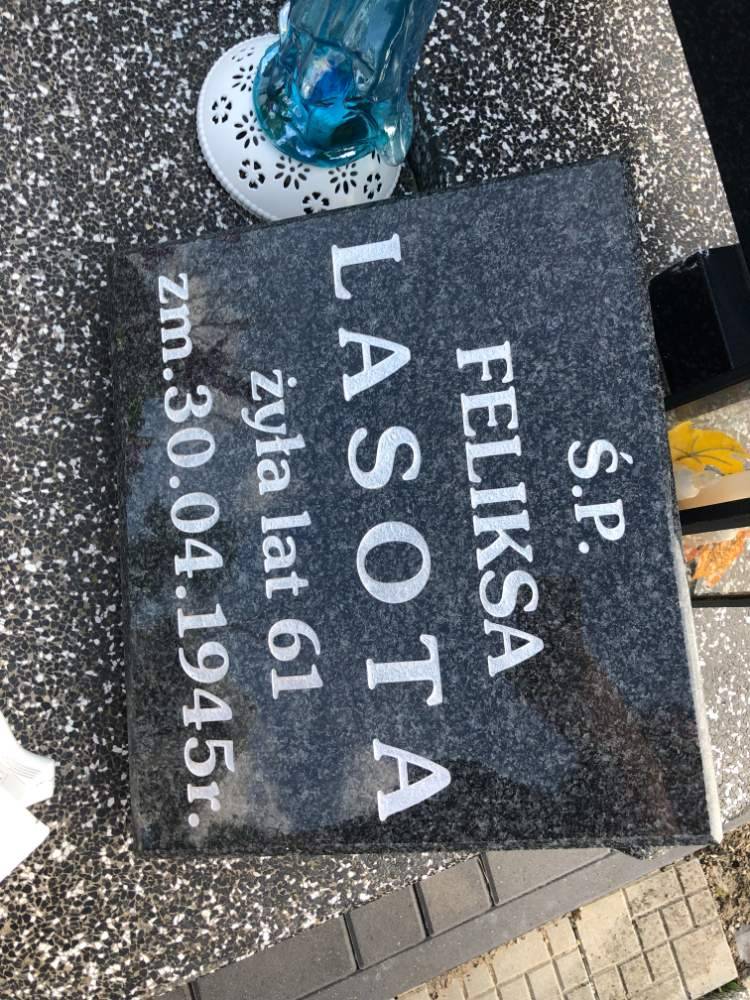 Ś.P.
FELIKSA
LASOTA
żyła lat 61
zm.30.04.1945r.